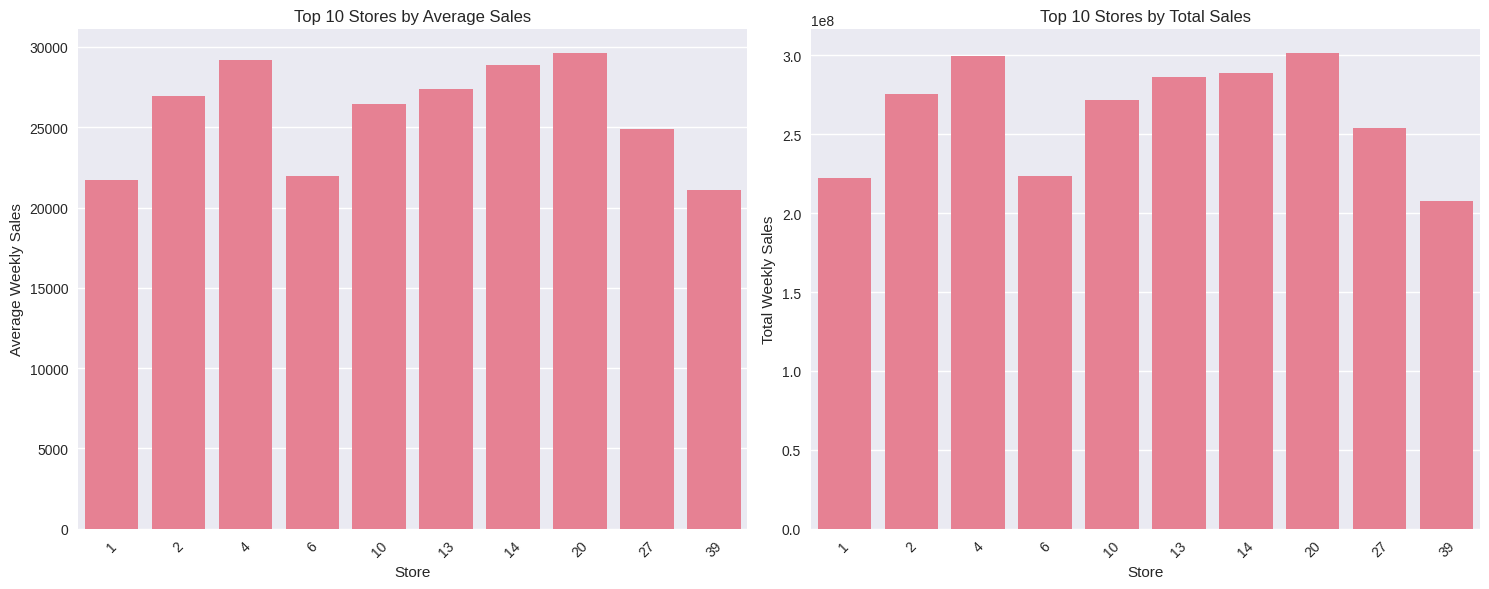 Top 10 Stores by Average Sales
30000
25000
20000
15000
10000
5000
0
Average Weekly Sales
1 2 4 6 10 13 14 20 27 39
Store
Top 10 Stores by Total Sales
1e8
3.0
2.5
2.0
1.5
1.0
0.5
0.0
Total Weekly Sales
1 2 4 6 10 13 14 20 27 39
Store